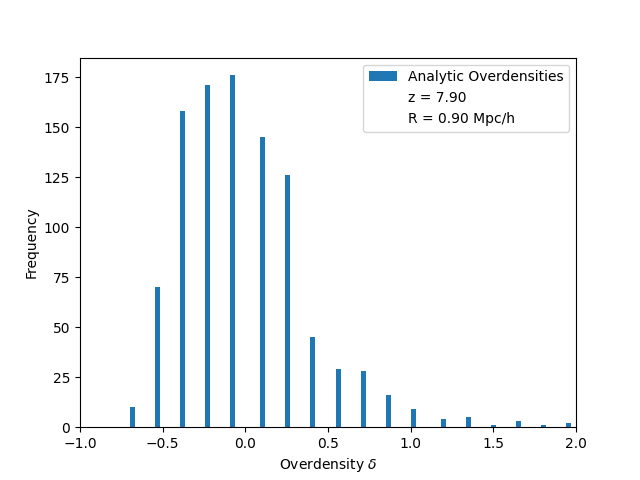 175
150
125
100
75
50
25
0
Frequency
Analytic Overdensities
z = 7.90
R = 0.90 Mpc/h
−1.0 −0.5 0.0 0.5 1.0 1.5 2.0
Overdensity δ